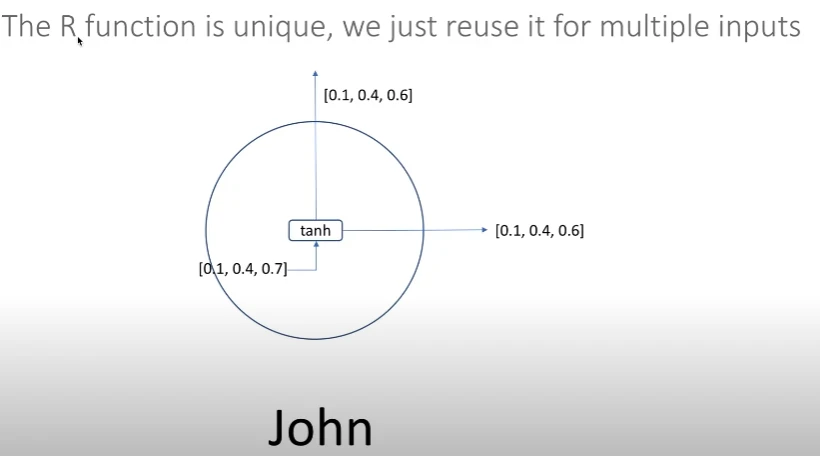 The R function is unique, we just reuse it for multiple inputs
[0.1, 0.4, 0.6]
tanh
[0.1, 0.4, 0.6]
[0.1, 0.4, 0.7]
John